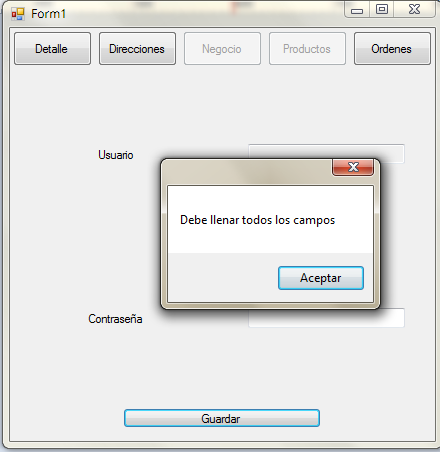 Form1
Detalle Direcciones Negocio Productos Ordenes
Usuario
Debe llenar todos los campos
Aceptar
Contraseña
Guardar